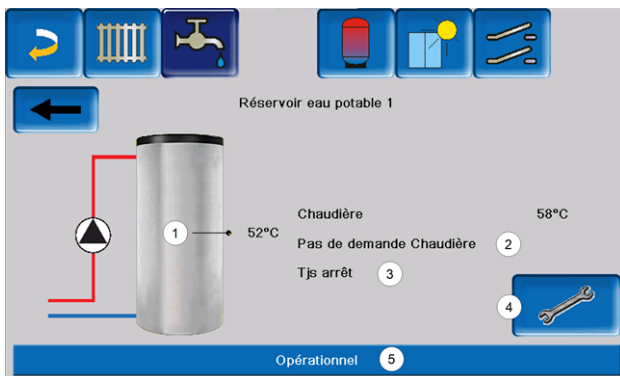 Réservoir eau potable 1
1
52°C
Chaudière 58°C
Pas de demande Chaudière 2
Tjs arrêt 3
4
Opérationnel 5